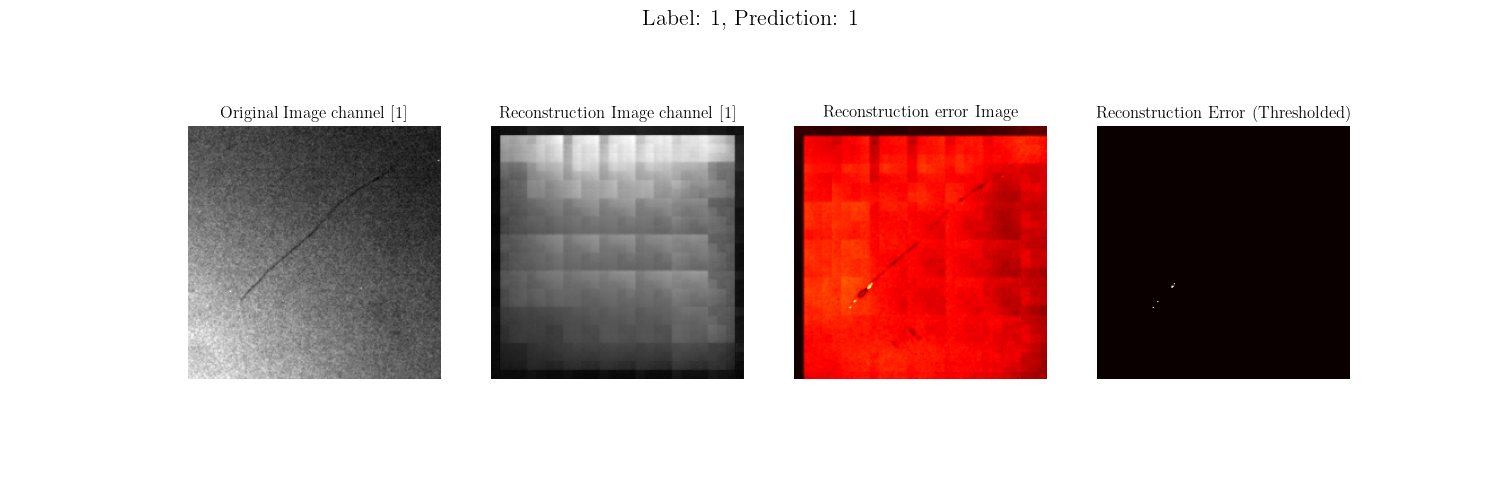 Label: 1, Prediction: 1
Original Image channel [1]
Reconstruction Image channel [1]
Reconstruction error Image
Reconstruction Error (Thresholded)